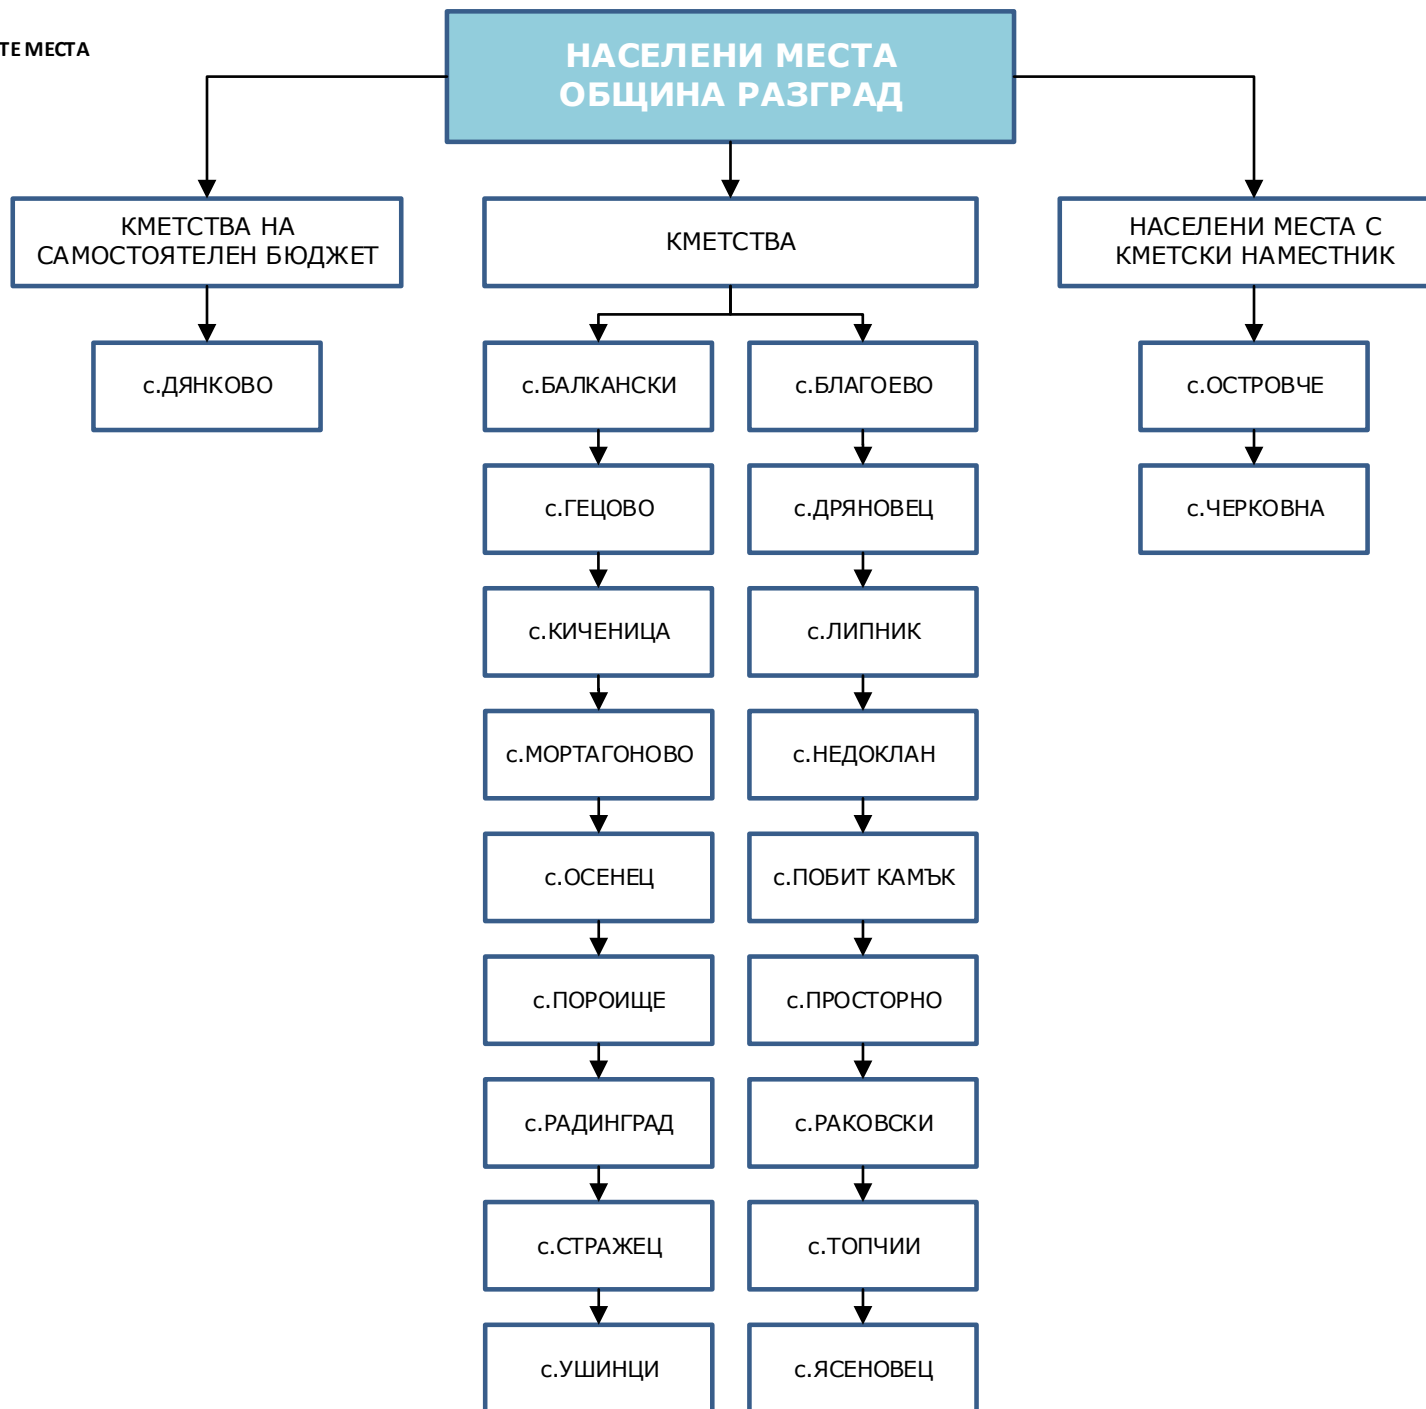 ТЕ МЕСТА
НАСЕЛЕНИ МЕСТА
ОБЩИНА РАЗГРАД
КМЕТСТВА НА
САМОСТОЯТЕЛЕН БЮДЖЕТ
КМЕТСТВА
НАСЕЛЕНИ МЕСТА С
КМЕТСКИ НАМЕСТНИК
с.ДЯНКОВО
с.БАЛКАНСКИ
с.БЛАГОЕВО
с.ОСТРОВЧЕ
с.ГЕЦОВО
с.ДРЯНОВЕЦ
с.ЧЕРКОВНА
с.КИЧЕНИЦА
с.ЛИПНИК
с.МОРТАГОНОВО
с.НЕДОКЛАН
с.ОСЕНЕЦ
с.ПОБИТ КАМЪК
с.ПОРОИЩЕ
с.ПРОСТОРНО
с.РАДИНГРАД
с.РАКОВСКИ
с.СТРАЖЕЦ
с.ТОПЧИИ
с.УШИНЦИ
с.ЯСЕНОВЕЦ